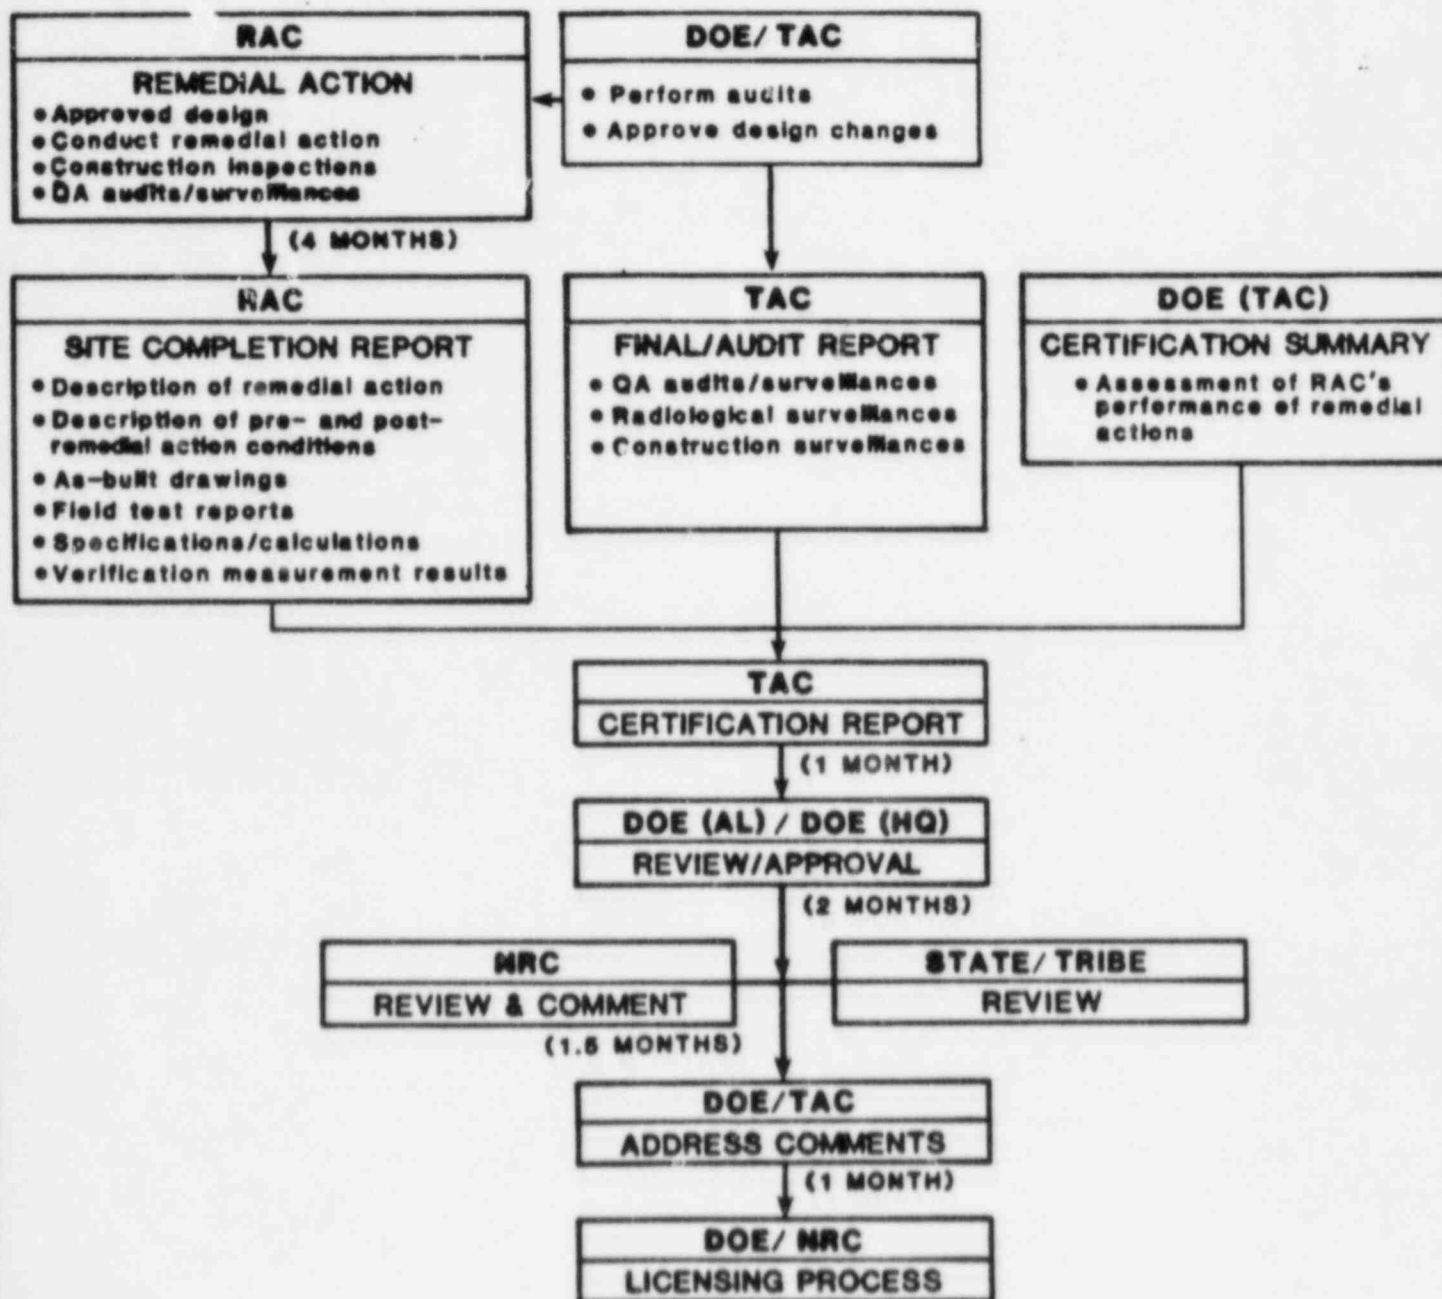 RAC
REMEDIAL ACTION
• Approved design
• Conduct remedial action
• Construction inspections
• QA audits/surveillances
DOE/TAC
• Perform audits
• Approve design changes
(4 MONTHS)
RAC
SITE COMPLETION REPORT
• Description of remedial action
• Description of pre- and post-
remedial action conditions
• As-built drawings
• Field test reports
• Specifications/calculations
• Verification measurement results
TAC
FINAL/AUDIT REPORT
• QA audits/surveillances
• Radiological surveillances
• Construction surveillances
DOE (TAC)
CERTIFICATION SUMMARY
• Assessment of RAC's
performance of remedial
actions
TAC
CERTIFICATION REPORT
(1 MONTH)
DOE (AL) / DOE (HQ)
REVIEW/APPROVAL
(2 MONTHS)
NRC
REVIEW & COMMENT
(1.5 MONTHS)
STATE/TRIBE
REVIEW
DOE/TAC
ADDRESS COMMENTS
(1 MONTH)
DOE/NRC
LICENSING PROCESS